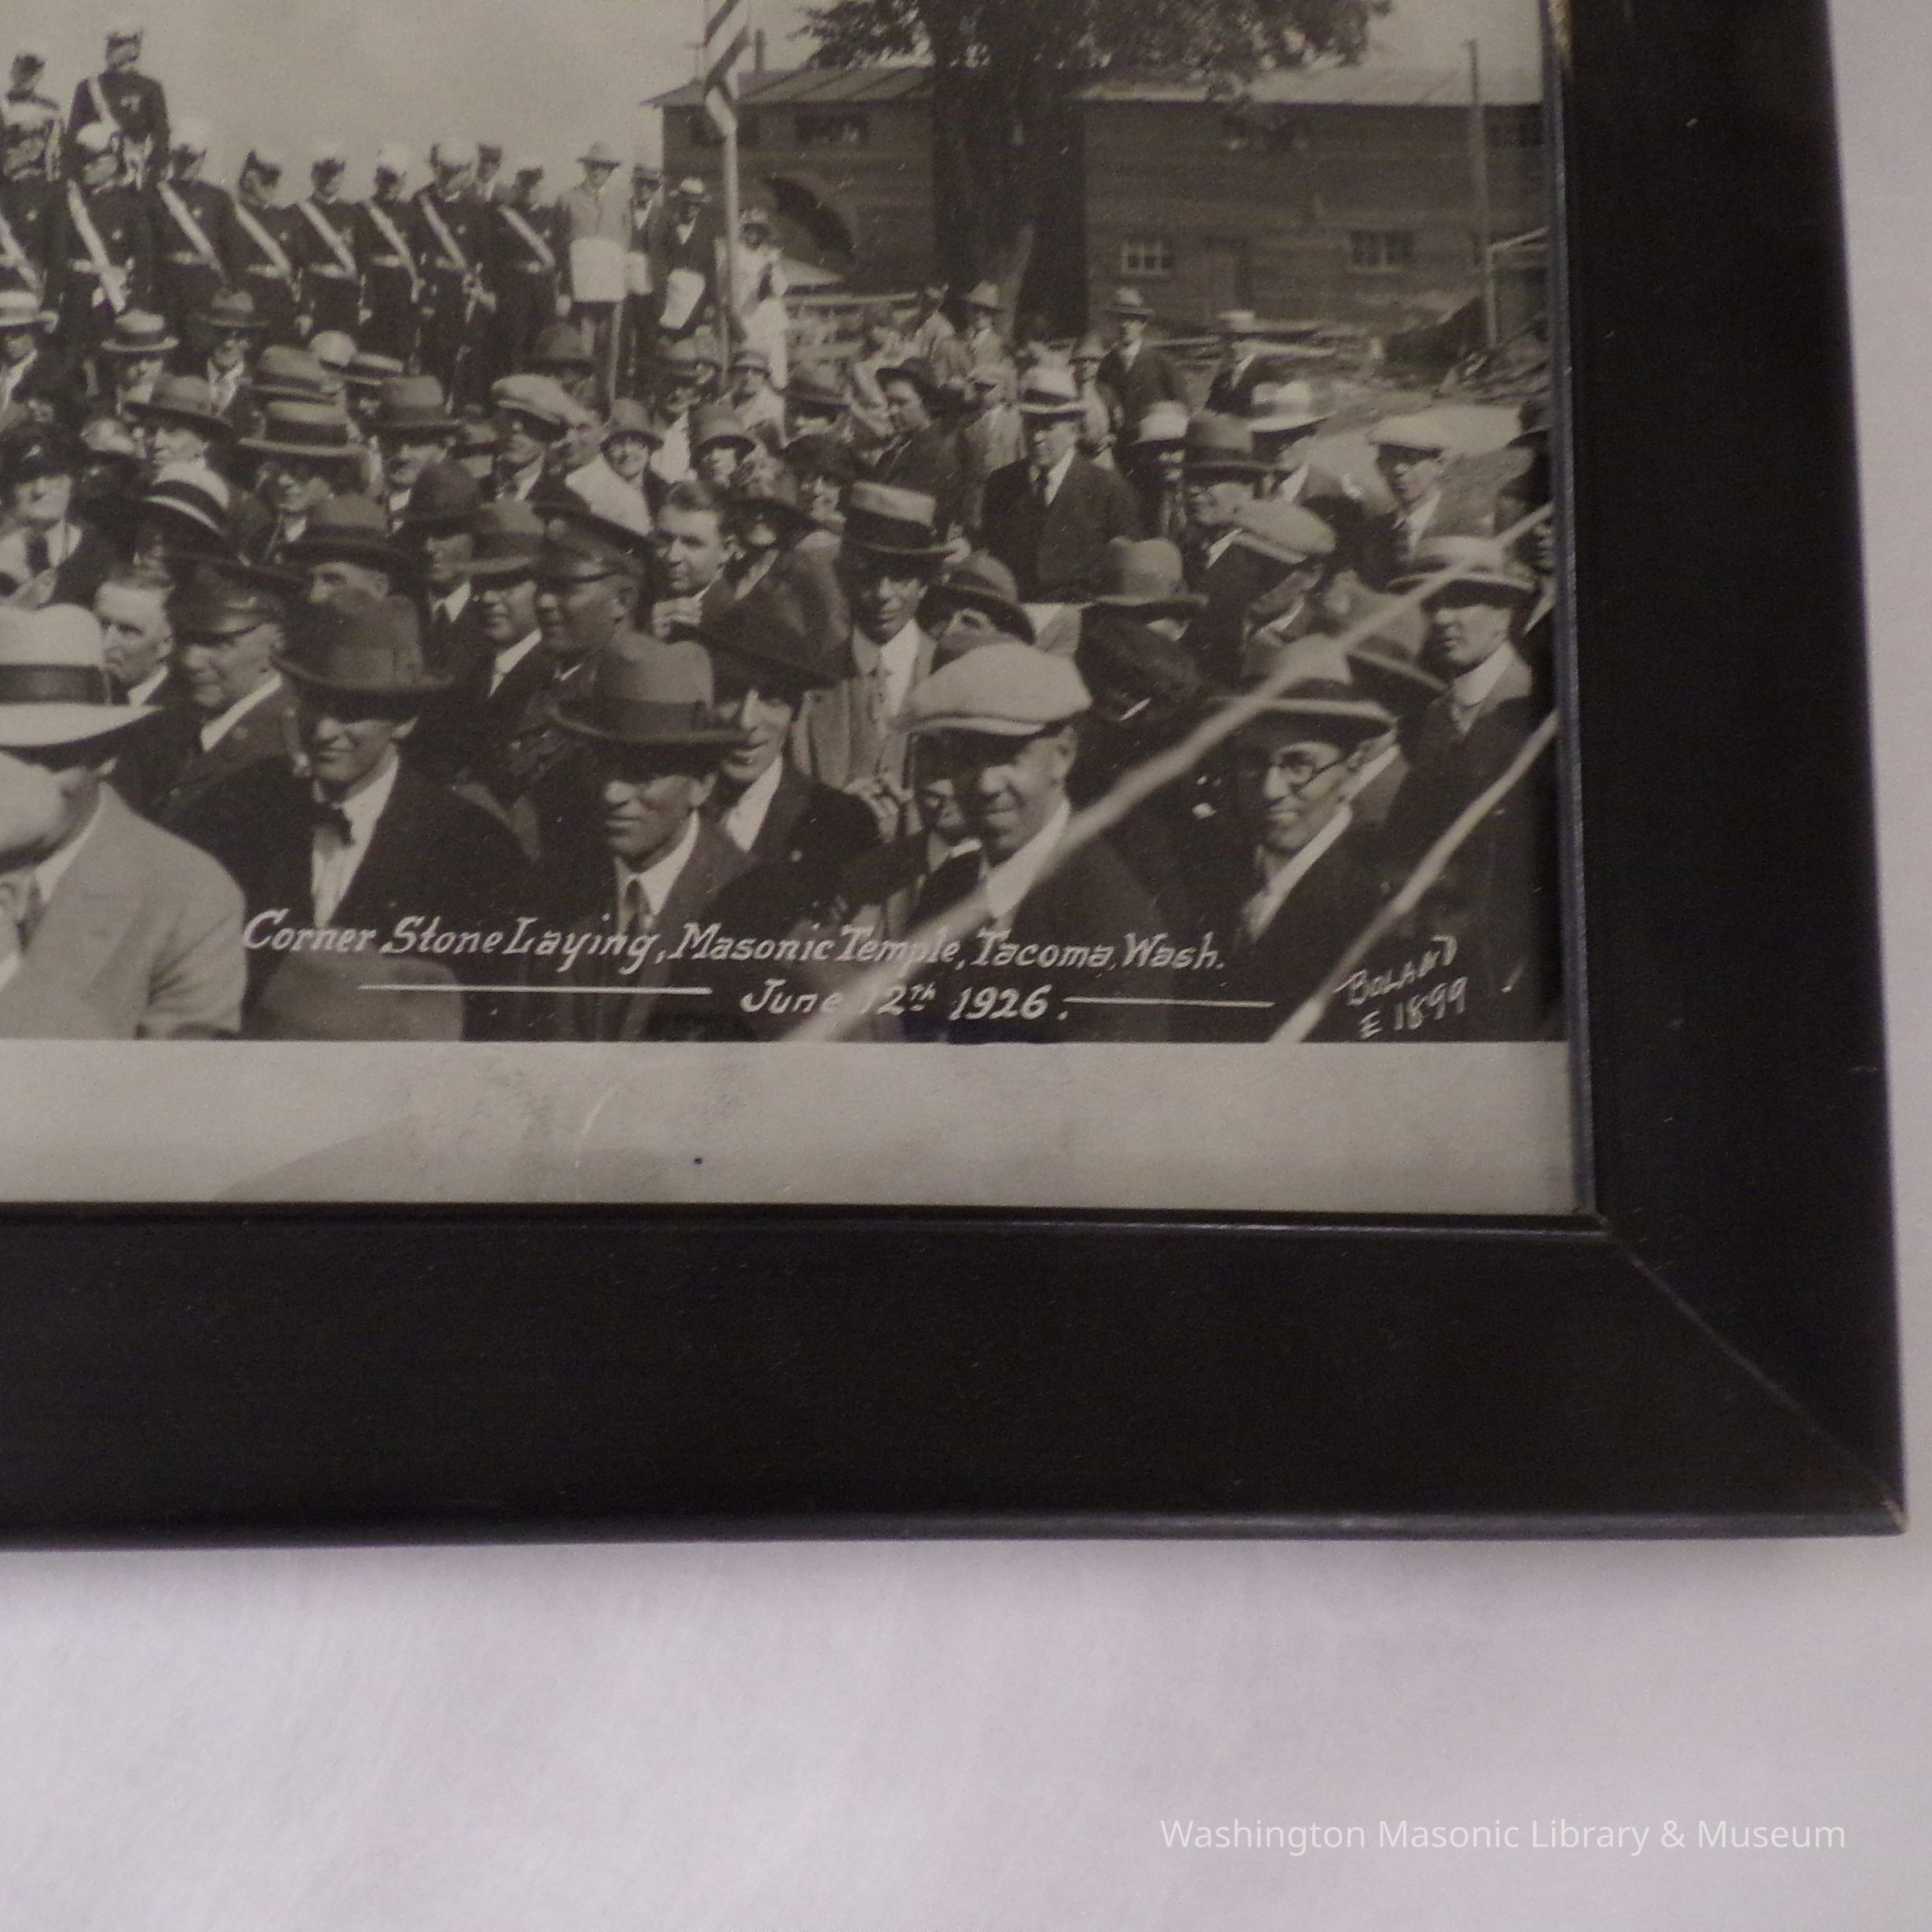 Corner Stone Laying, Masonic Temple, Tacoma, Wash.
June 12th 1926.
BOLAND
E 1899
Washington Masonic Library & Museum